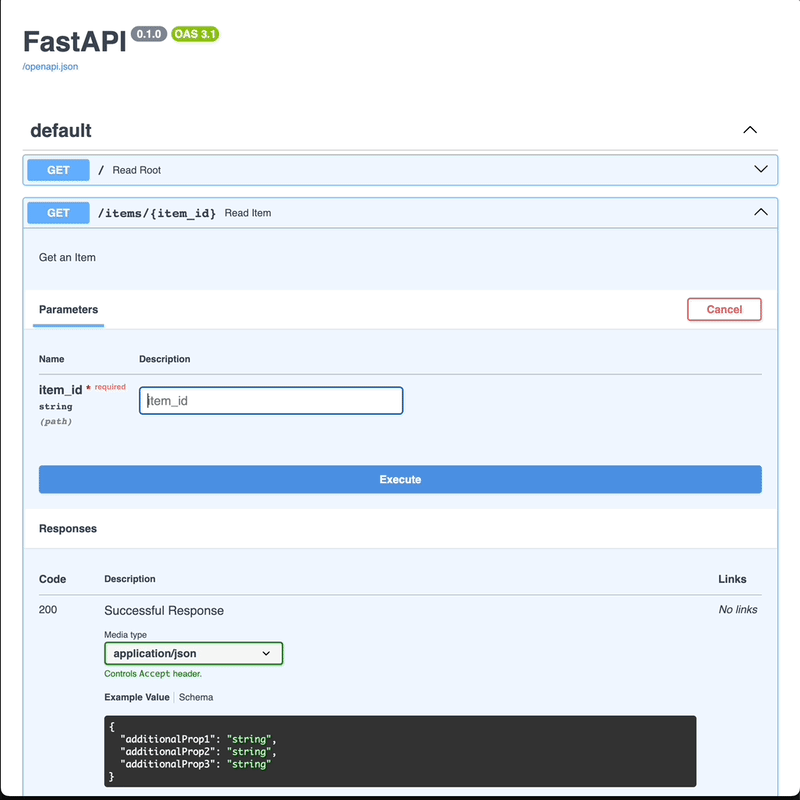 FastAPI 0.1.0 OAS 3.1
/openapi.json
default
GET / Read Root
GET /items/{item_id} Read Item
Get an Item
Parameters Cancel
Name Description
item_id * required item_id
string
(path)
Execute
Responses
Code Description Links
200 Successful Response No links
Media type
application/json
Controls Accept header.
Example Value Schema
{
"additionalProp1": "string",
"additionalProp2": "string",
"additionalProp3": "string"
}